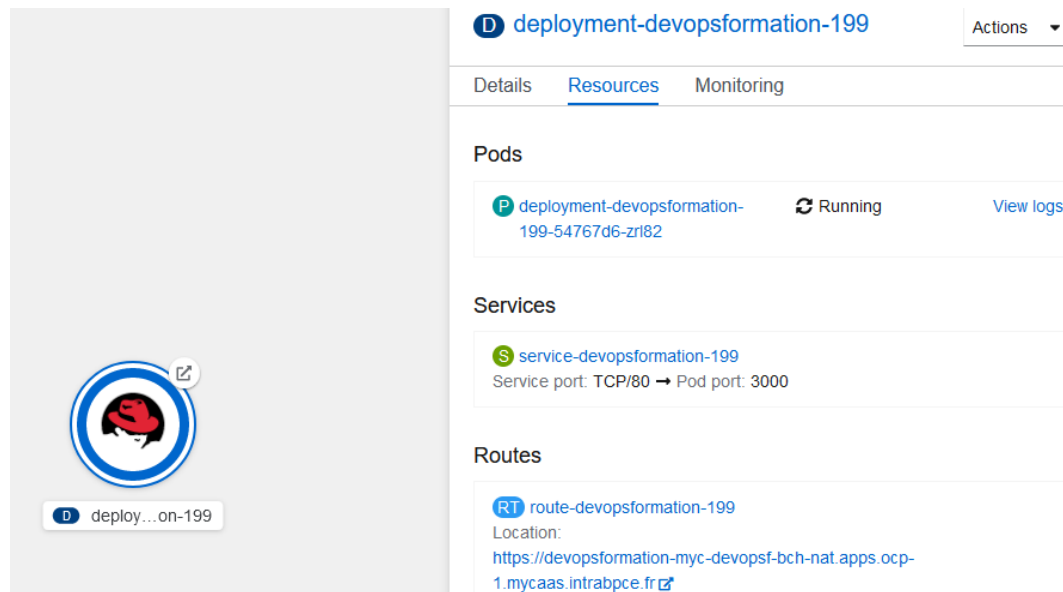 D deployment-devopsformation-199
Actions
Details Resources Monitoring
Pods
P deployment-devopsformation-
199-54767d6-zrl82
Running
View logs
Services
S service-devopsformation-199
Service port: TCP/80 → Pod port: 3000
Routes
RT route-devopsformation-199
Location:
https://devopsformation-myc-devopsf-bch-nat.apps.ocp-
1.mycaas.intrabpce.fr
D deploy…on-199